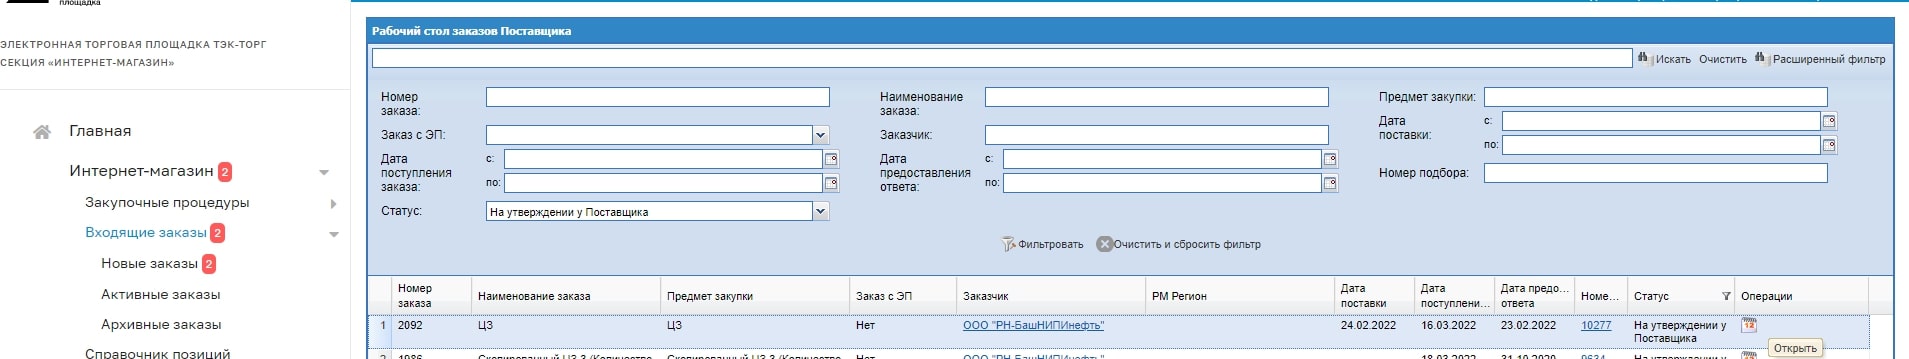 площадка
ЭЛЕКТРОННАЯ ТОРГОВАЯ ПЛОЩАДКА ТЭК-ТОРГ
СЕКЦИЯ «ИНТЕРНЕТ-МАГАЗИН»
Главная
Интернет-магазин 2
Закупочные процедуры
Входящие заказы 2
Новые заказы 2
Активные заказы
Архивные заказы
Справочник позиций
Рабочий стол заказов Поставщика
Искать Очистить Расширенный фильтр
Номер заказа:
Наименование заказа:
Предмет закупки:
Заказ с ЭП:
Заказчик:
Дата поставки:
с:
по:
Дата поступления заказа:
с:
по:
Дата предоставления ответа:
с:
по:
Номер подбора:
Статус:
На утверждении у Поставщика
Фильтровать Очистить и сбросить фильтр
Номер заказа Наименование заказа Предмет закупки Заказ с ЭП Заказчик РМ Регион Дата поставки Дата поступлени... Дата предо... ответа Номе... Статус Операции
1 2092 ЦЗ ЦЗ Нет ООО "РН-БашНИПИнефть" 24.02.2022 16.03.2022 23.02.2022 10277 На утверждении у Поставщика
2 1986 Скопированный ЦЗ 3 (Количество Скопированный ЦЗ 3 (Количество Нет ООО "РН-БашНИПИнефть" 18.03.2022 31.10.2020 9634 На утверждении у
Открыть